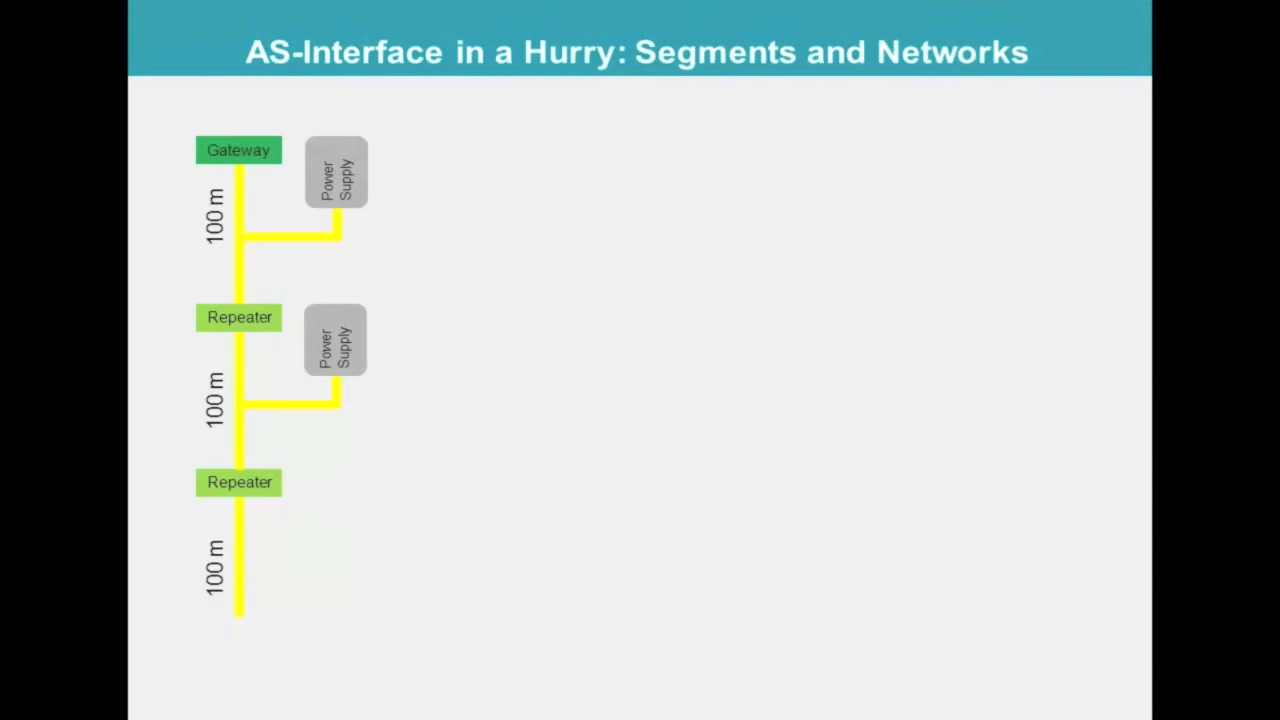 AS-Interface in a Hurry: Segments and Networks
Gateway
Power
Supply
100 m
Repeater
Power
Supply
100 m
Repeater
100 m